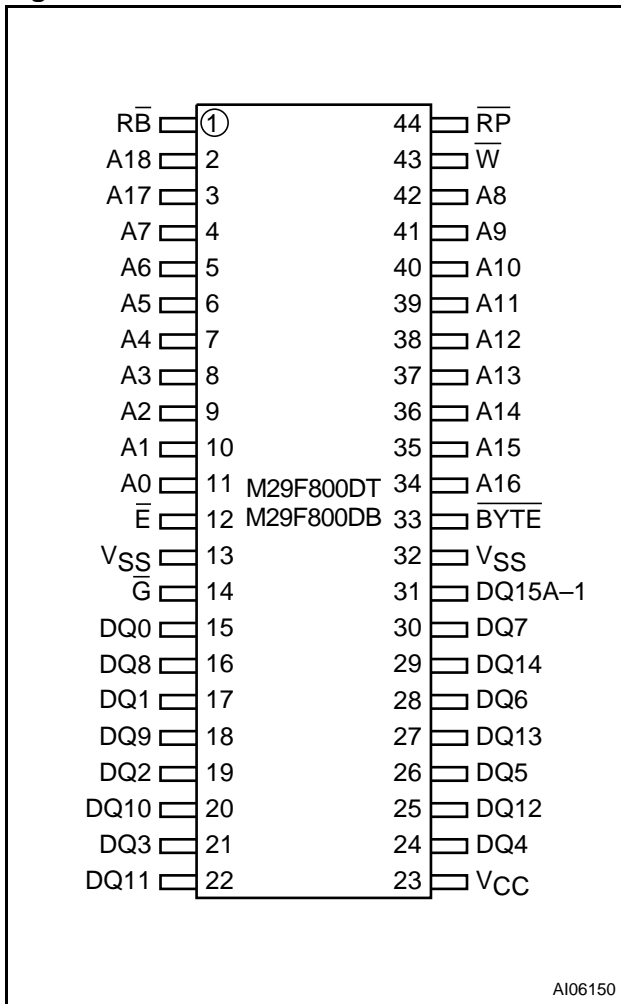 RB̅ 1 44 R̅P̅
A18 2 43 W̅
A17 3 42 A8
A7 4 41 A9
A6 5 40 A10
A5 6 39 A11
A4 7 38 A12
A3 8 37 A13
A2 9 36 A14
A1 10 35 A15
A0 11 M29F800DT 34 A16
E̅ 12 M29F800DB 33 B̅Y̅T̅E̅
VSS 13 32 VSS
G̅ 14 31 DQ15A–1
DQ0 15 30 DQ7
DQ8 16 29 DQ14
DQ1 17 28 DQ6
DQ9 18 27 DQ13
DQ2 19 26 DQ5
DQ10 20 25 DQ12
DQ3 21 24 DQ4
DQ11 22 23 VCC
AI06150